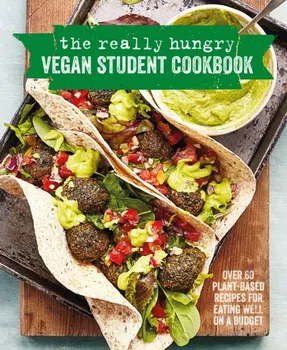 the really hungry
VEGAN STUDENT COOKBOOK
OVER 60
PLANT-BASED
RECIPES FOR
EATING WELL
ON A BUDGET